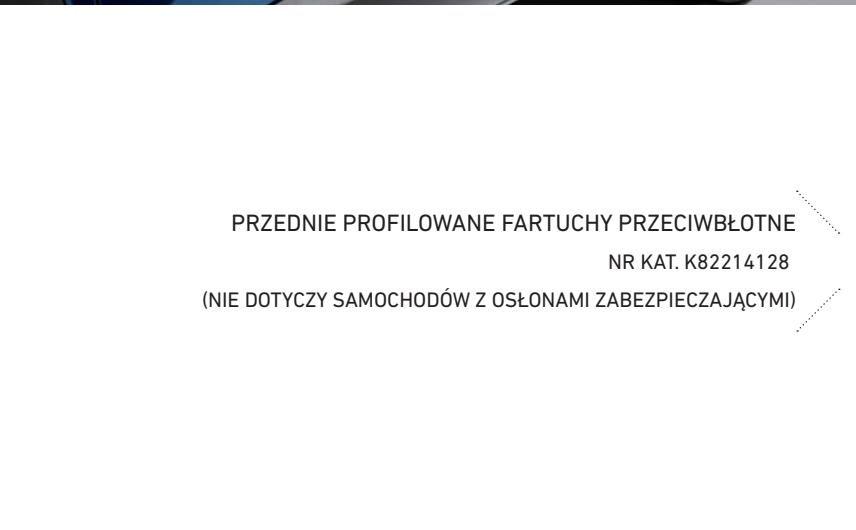 PRZEDNIE PROFILOWANE FARTUCHY PRZECIWBŁOTNE
NR KAT. K82214128
(NIE DOTYCZY SAMOCHODÓW Z OSŁONAMI ZABEZPIECZAJĄCYMI)